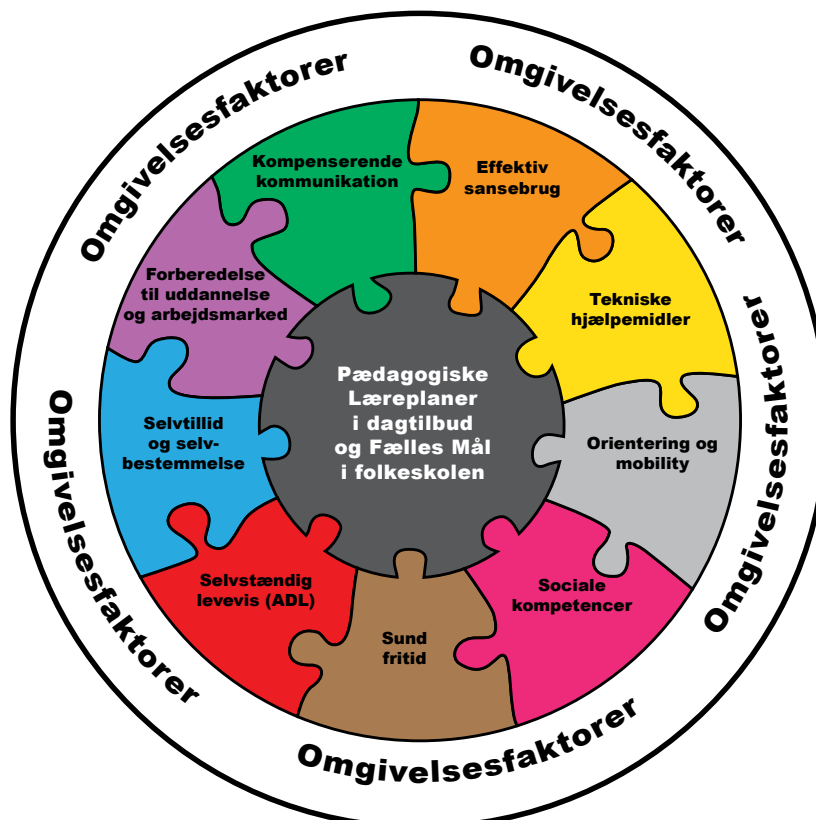 Omgivelsesfaktorer
Omgivelsesfaktorer
Kompenserende
kommunikation
Effektiv
sansebrug
Forberedelse
til uddannelse
og arbejdsmarked
Tekniske
hjælpemidler
Omgivelsesfaktorer
Pædagogiske
Læreplaner
i dagtilbud
og Fælles Mål
i folkeskolen
Selvtillid
og selv-
bestemmelse
Orientering og
mobility
Omgivelsesfaktorer
Selvstændig
levevis (ADL)
Sociale
kompetencer
Sund
fritid
Omgivelsesfaktorer